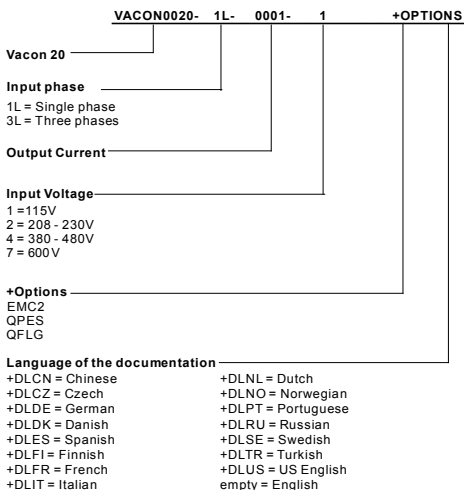 VACON0020- 1L- 0001- 1 +OPTIONS
Vacon 20
Input phase
1L = Single phase
3L = Three phases
Output Current
Input Voltage
1 =115V
2 = 208 - 230V
4 = 380 - 480V
7 = 600V
+Options
EMC2
QPES
QFLG
Language of the documentation
+DLCN = Chinese
+DLCZ = Czech
+DLDE = German
+DLDK = Danish
+DLES = Spanish
+DLFI = Finnish
+DLFR = French
+DLIT = Italian
+DLNL = Dutch
+DLNO = Norwegian
+DLPT = Portuguese
+DLRU = Russian
+DLSE = Swedish
+DLTR = Turkish
+DLUS = US English
empty = English